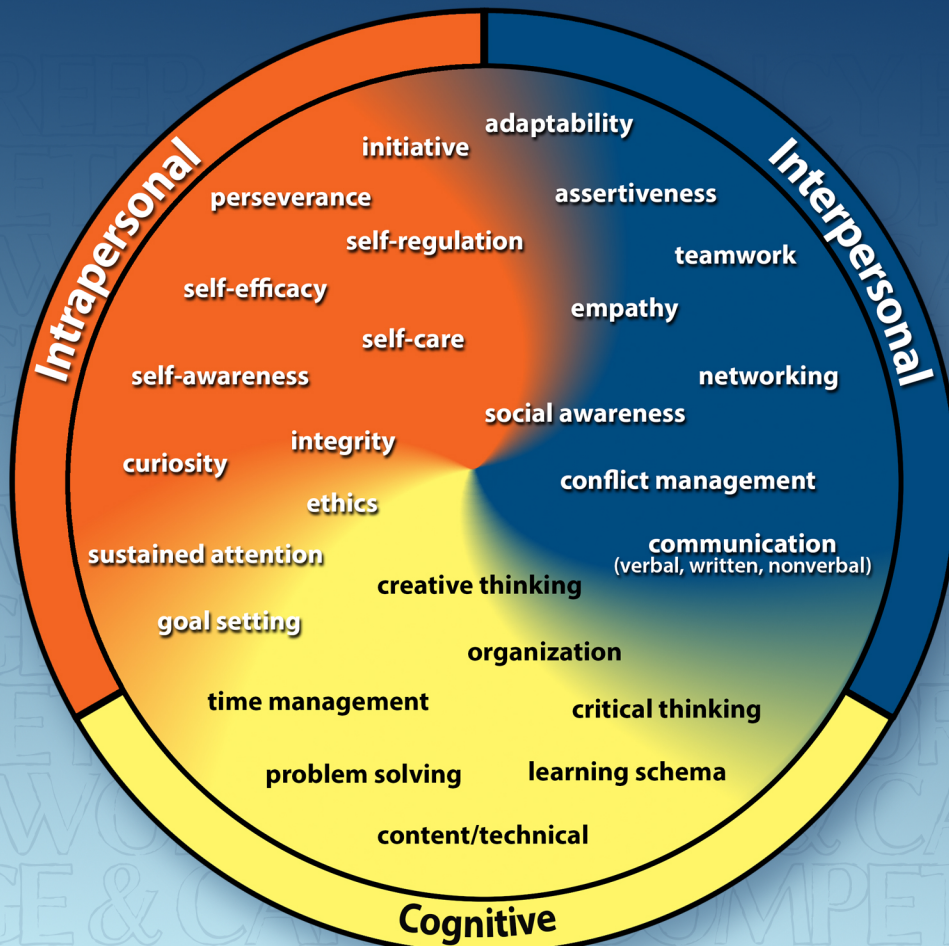 Intrapersonal
initiative
perseverance
self-regulation
self-efficacy
self-care
self-awareness
integrity
curiosity
ethics
sustained attention
goal setting
Interpersonal
adaptability
assertiveness
teamwork
empathy
networking
social awareness
conflict management
communication
(verbal, written, nonverbal)
creative thinking
organization
time management
critical thinking
problem solving
learning schema
content/technical
Cognitive